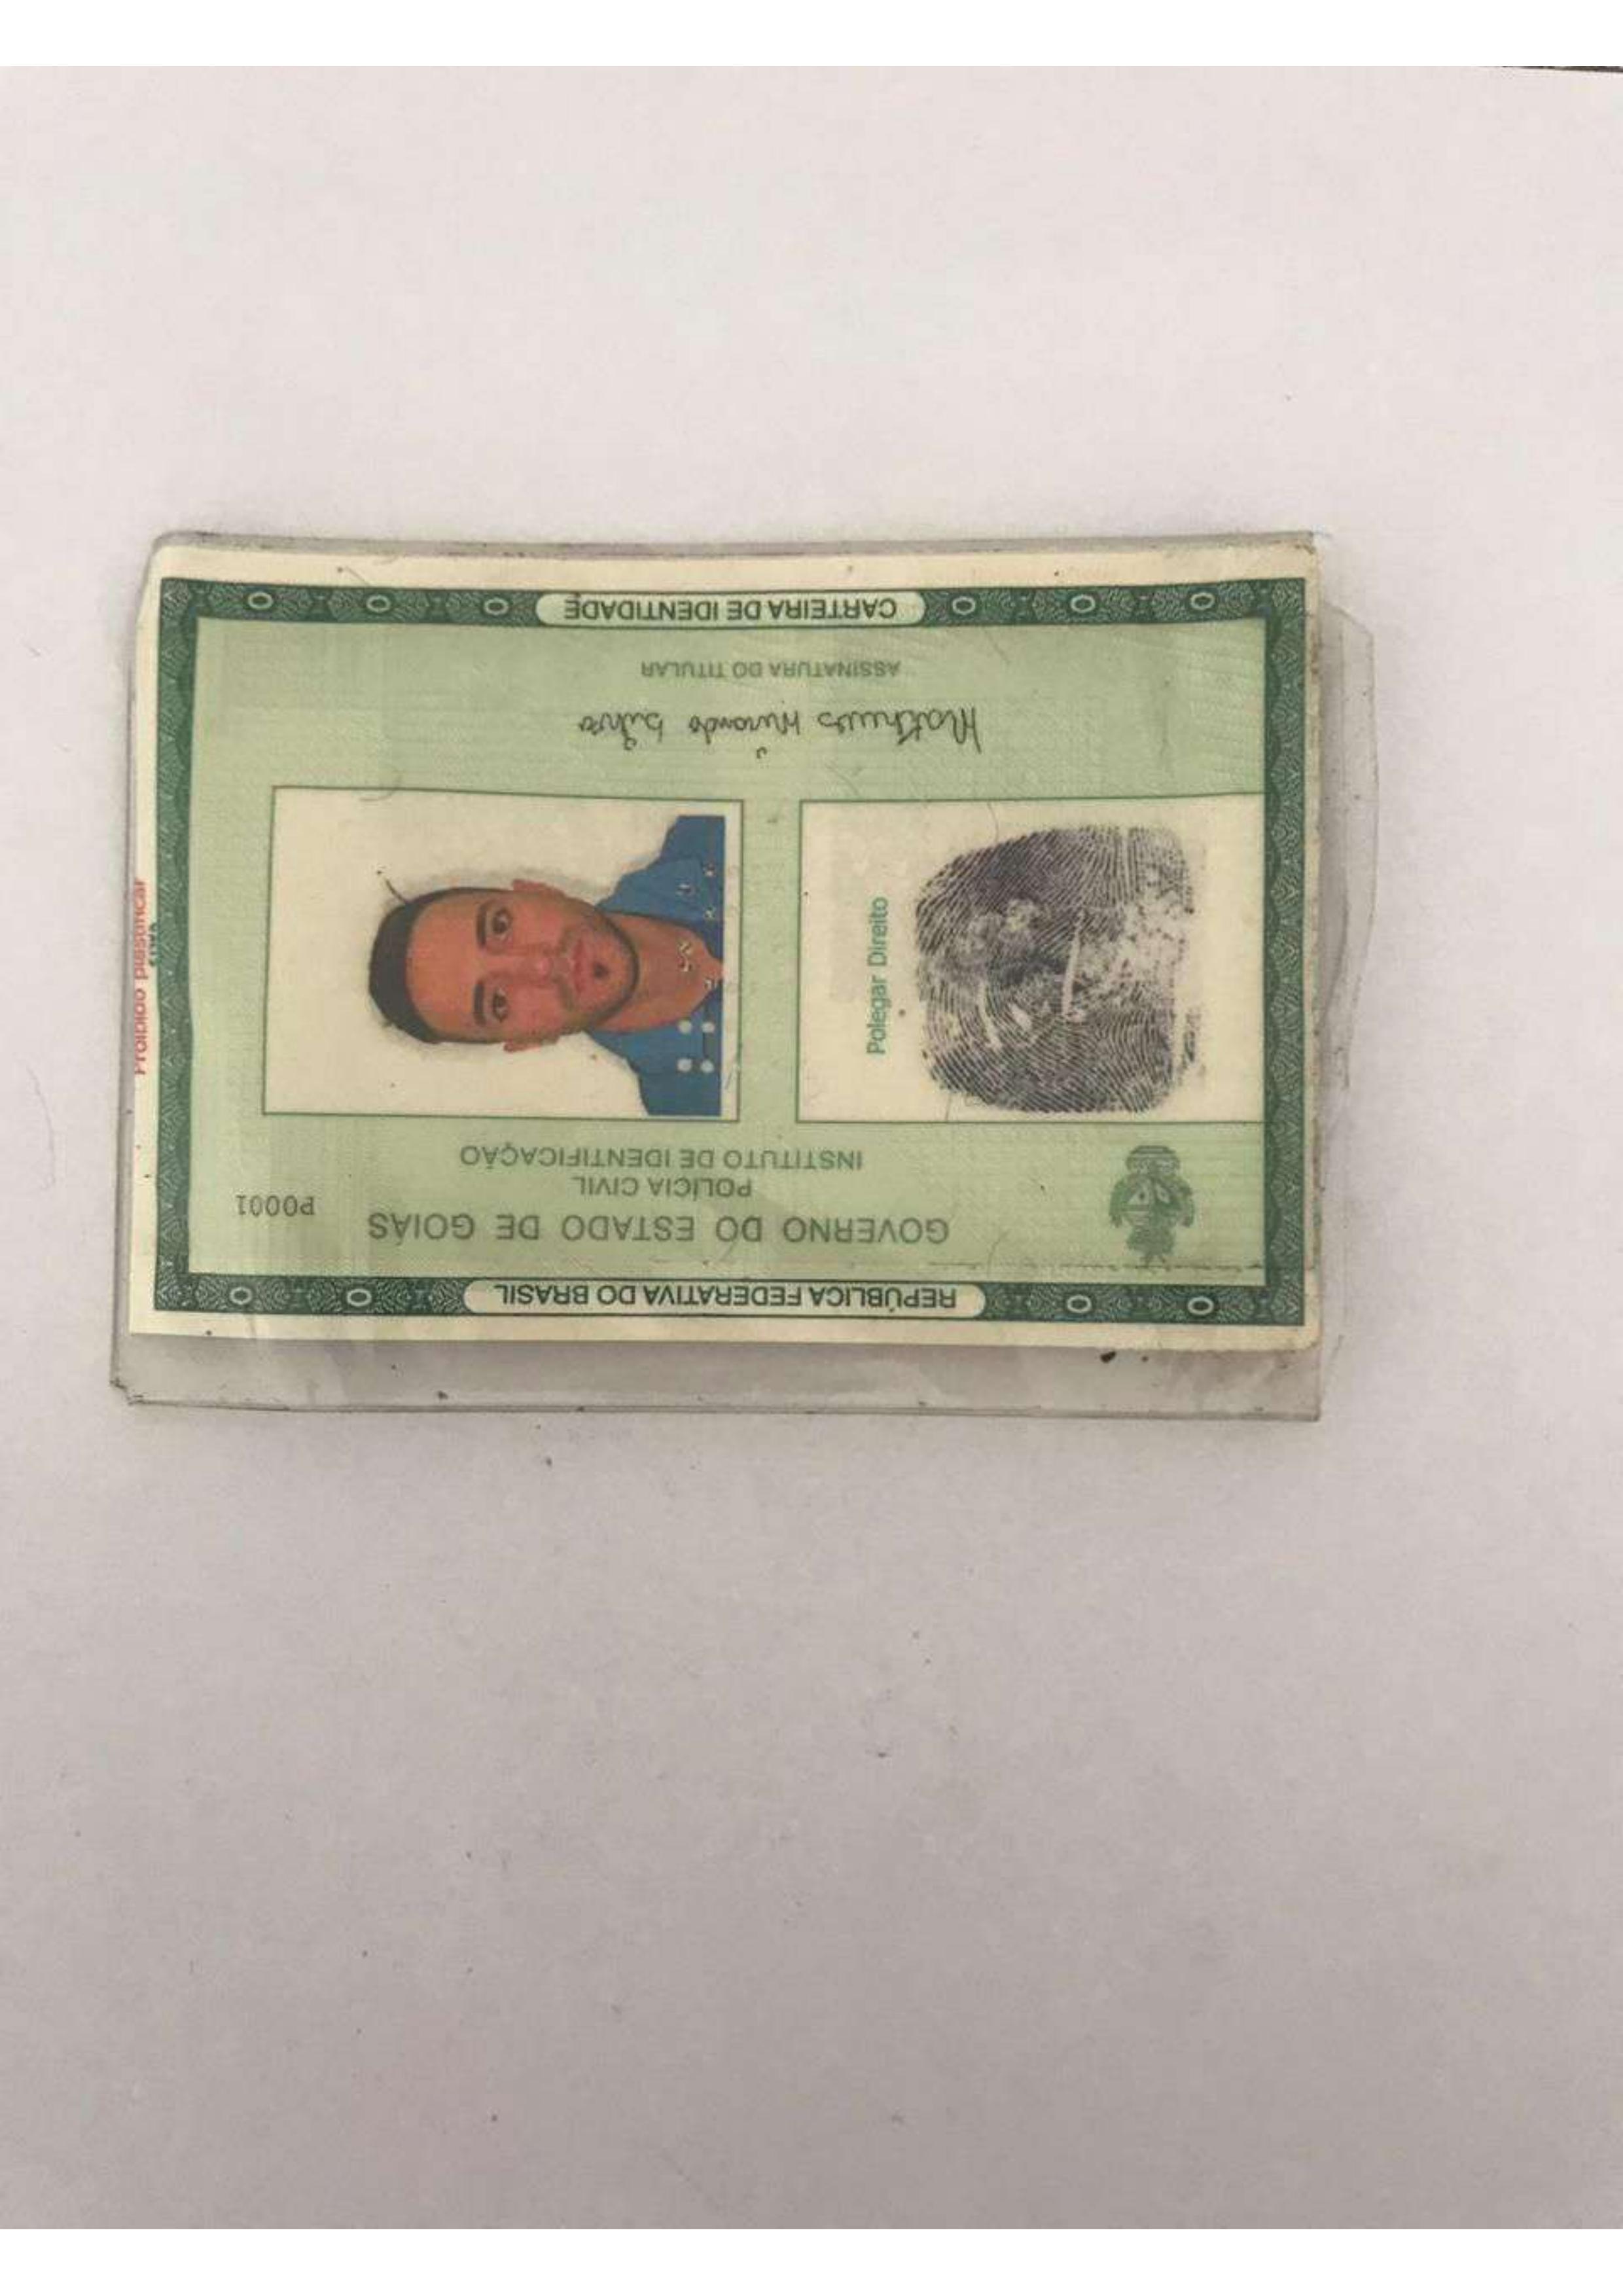 REPÚBLICA FEDERATIVA DO BRASIL
GOVERNO DO ESTADO DE GOIÁS
POLÍCIA CIVIL
INSTITUTO DE IDENTIFICAÇÃO
P0001
Polegar Direito
Matheus Miranda Silva
ASSINATURA DO TITULAR
CARTEIRA DE IDENTIDADE
Proibido plastificar